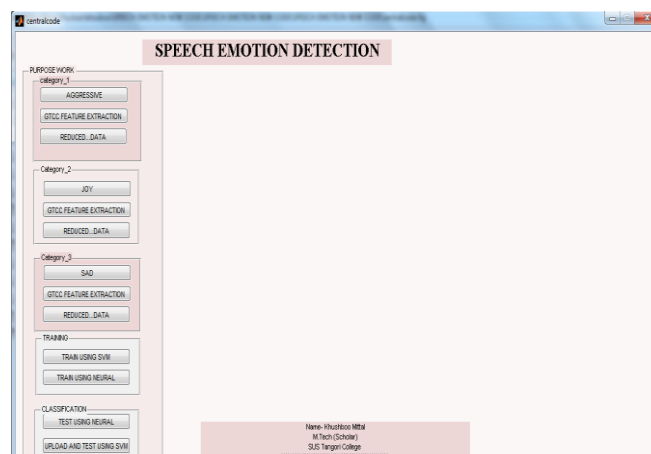 centralcode
SPEECH EMOTION DETECTION
PURPOSE WORK
category_1
AGGRESSIVE
GTCC FEATURE EXTRACTION
REDUCED...DATA
Category_2
JOY
GTCC FEATURE EXTRACTION
REDUCED...DATA
Category_3
SAD
GTCC FEATURE EXTRACTION
REDUCED...DATA
TRAINING
TRAIN USING SVM
TRAIN USING NEURAL
CLASSIFICATION
TEST USING NEURAL
UPLOAD AND TEST USING SVM
Name- Khushboo Mittal
M.Tech (Scholar)
SUS Tangori College